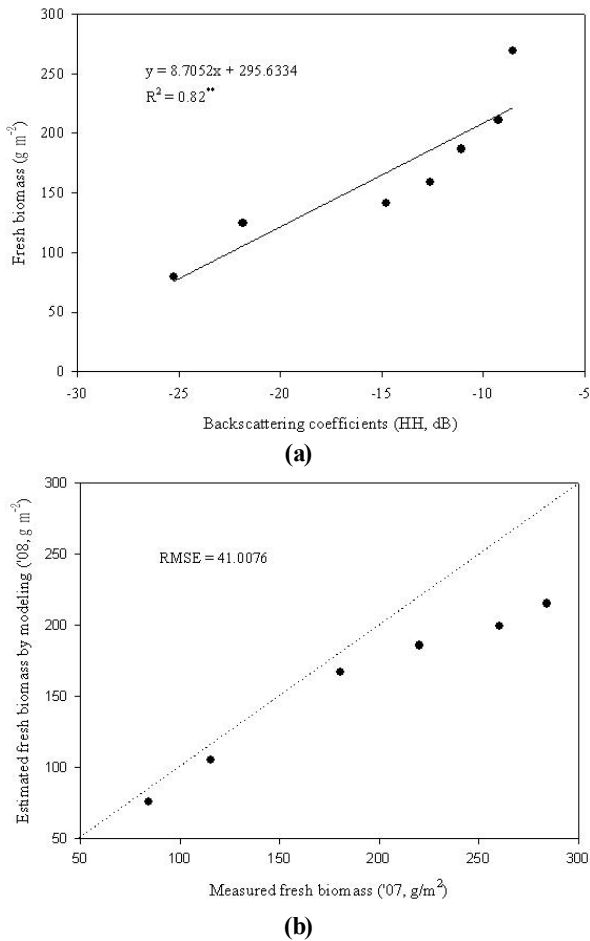 300
250
200
150
100
50
0
y = 8.7052x + 295.6334
R² = 0.82**
Fresh biomass (g m⁻²)
-30 -25 -20 -15 -10 -5
Backscattering coefficients (HH, dB)
(a)
300
250
200
150
100
50
RMSE = 41.0076
Estimated fresh biomass by modeling ('08, g m⁻²)
50 100 150 200 250 300
Measured fresh biomass ('07, g/m²)
(b)